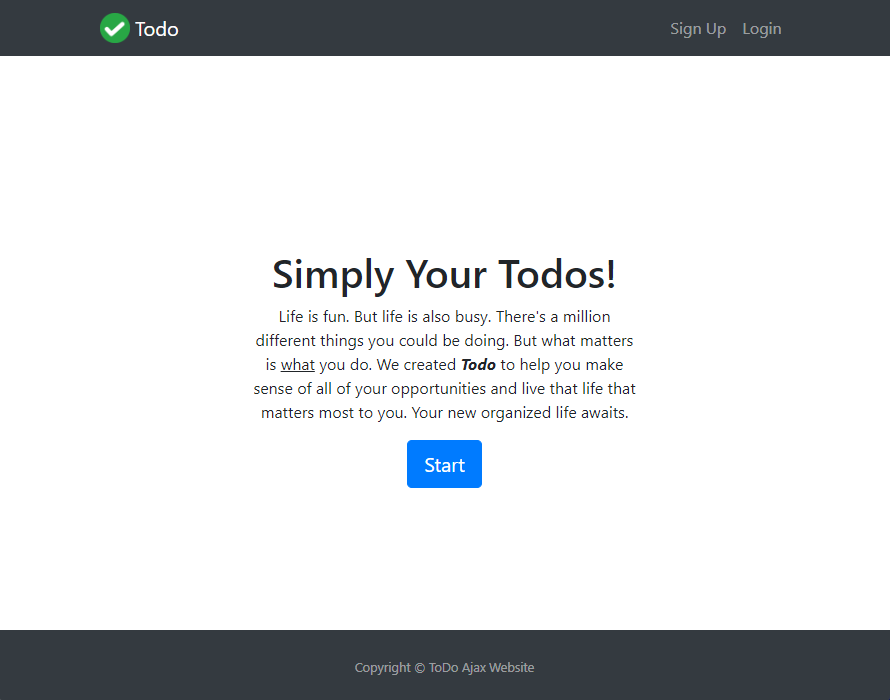 Todo
Sign Up Login
Simply Your Todos!
Life is fun. But life is also busy. There's a million
different things you could be doing. But what matters
is what you do. We created Todo to help you make
sense of all of your opportunities and live that life that
matters most to you. Your new organized life awaits.
Start
Copyright © ToDo Ajax Website